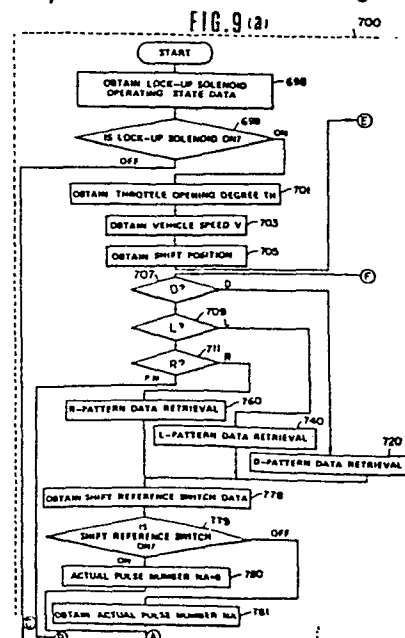 FIG. 9 (a)
700
START
OBTAIN LOCK-UP SOLENOID
OPERATING STATE DATA
698
699
IS LOCK-UP SOLENOID ON?
ON
OFF
E
OBTAIN THROTTLE OPENING DEGREE TH
701
OBTAIN VEHICLE SPEED V
703
OBTAIN SHIFT POSITION
705
F
707
D?
D
709
L?
L
711
R?
R
P.N
R-PATTERN DATA RETRIEVAL
760
740
L-PATTERN DATA RETRIEVAL
720
D-PATTERN DATA RETRIEVAL
OBTAIN SHIFT REFERENCE SWITCH DATA
778
779
IS
SHIFT REFERENCE SWITCH
ON?
OFF
ON
ACTUAL PULSE NUMBER NA=0
780
OBTAIN ACTUAL PULSE NUMBER NA
781
A